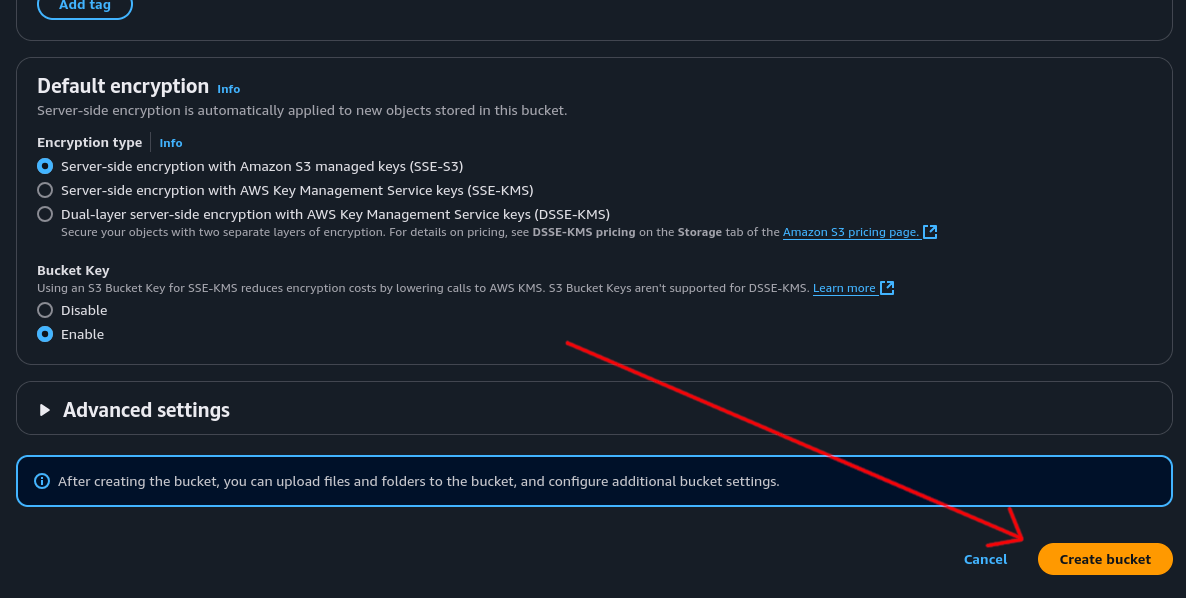 Add tag
Default encryption Info
Server-side encryption is automatically applied to new objects stored in this bucket.
Encryption type Info
Server-side encryption with Amazon S3 managed keys (SSE-S3)
Server-side encryption with AWS Key Management Service keys (SSE-KMS)
Dual-layer server-side encryption with AWS Key Management Service keys (DSSE-KMS)
Secure your objects with two separate layers of encryption. For details on pricing, see DSSE-KMS pricing on the Storage tab of the Amazon S3 pricing page.
Bucket Key
Using an S3 Bucket Key for SSE-KMS reduces encryption costs by lowering calls to AWS KMS. S3 Bucket Keys aren't supported for DSSE-KMS. Learn more
Disable
Enable
Advanced settings
After creating the bucket, you can upload files and folders to the bucket, and configure additional bucket settings.
Cancel Create bucket